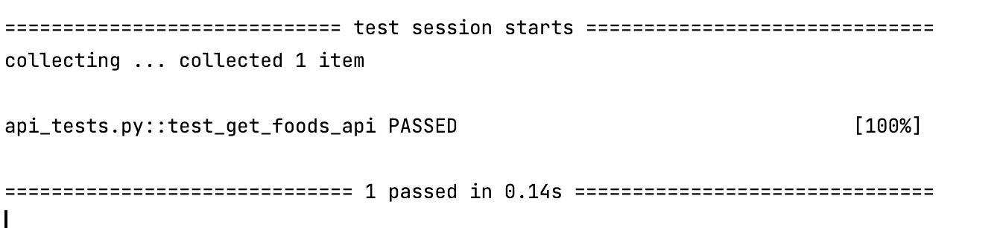 ============================= test session starts ==============================
collecting ... collected 1 item
api_tests.py::test_get_foods_api PASSED [100%]
============================== 1 passed in 0.14s ===============================